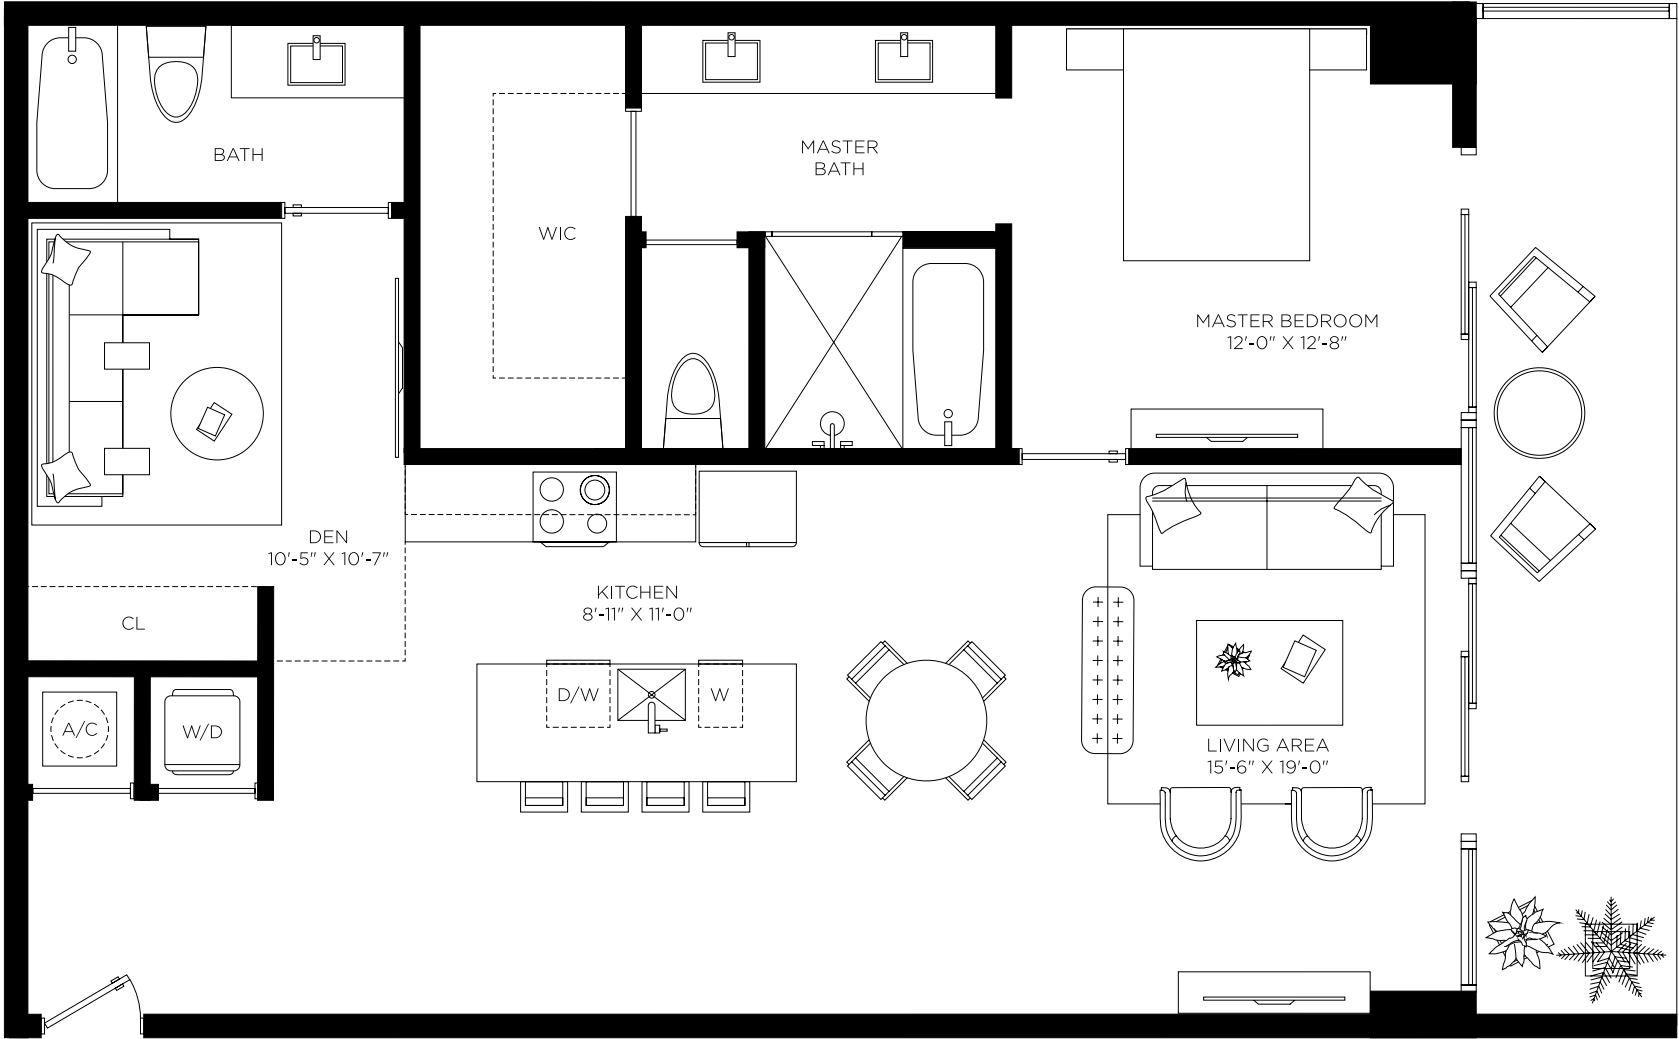 BATH
MASTER
BATH
WIC
MASTER BEDROOM
12'-0" X 12'-8"
DEN
10'-5" X 10'-7"
KITCHEN
8'-11" X 11'-0"
CL
D/W
W
A/C
W/D
LIVING AREA
15'-6" X 19'-0"